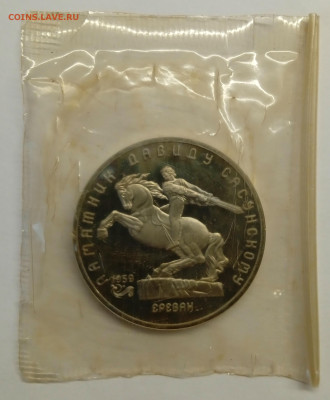 COINS.LAVE.RU
ПАМЯТНИК ДАВИДУ САСУНСКОМУ
1959
ЕРЕВАН